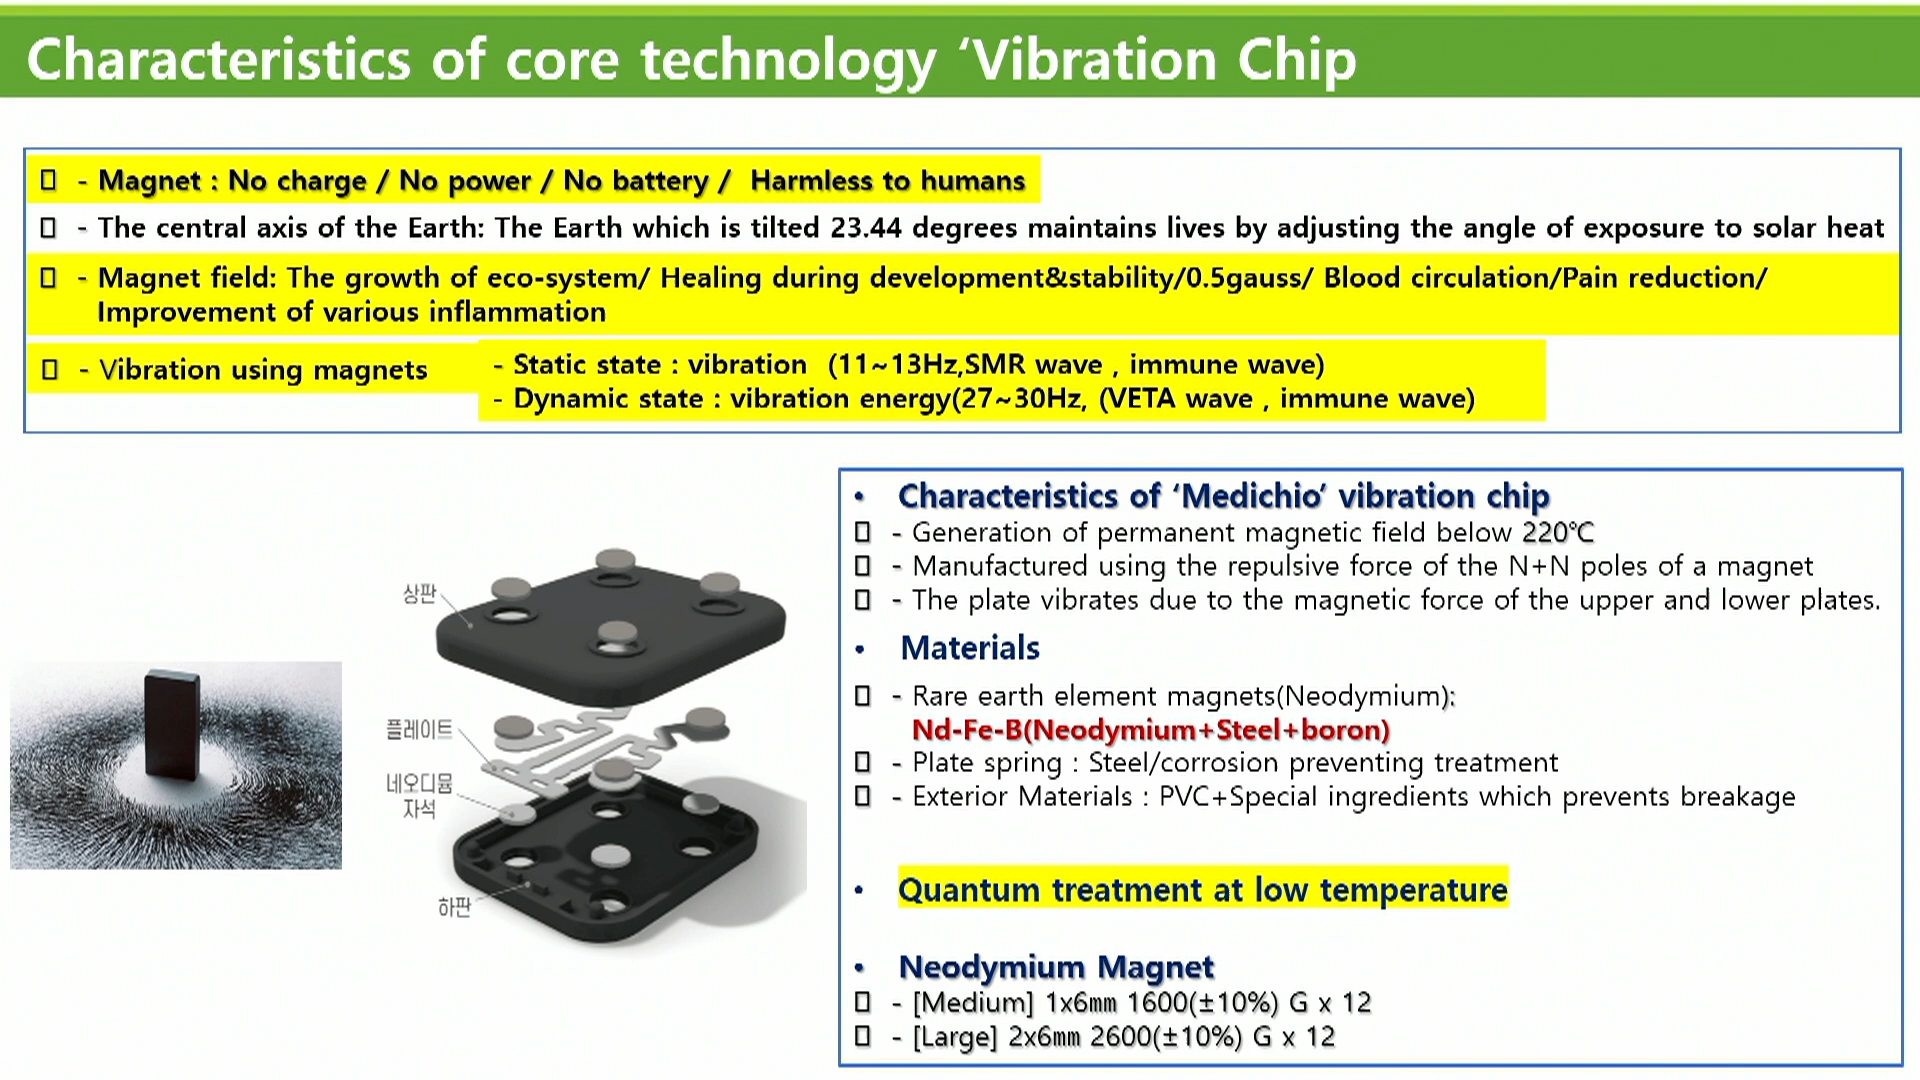 Characteristics of core technology ‘Vibration Chip
- Magnet : No charge / No power / No battery / Harmless to humans
- The central axis of the Earth: The Earth which is tilted 23.44 degrees maintains lives by adjusting the angle of exposure to solar heat
- Magnet field: The growth of eco-system/ Healing during development&stability/0.5gauss/ Blood circulation/Pain reduction/
Improvement of various inflammation
- Vibration using magnets
- Static state : vibration (11~13Hz,SMR wave , immune wave)
- Dynamic state : vibration energy(27~30Hz, (VETA wave , immune wave)
상판
플레이트
네오디뮴
자석
하판
• Characteristics of ‘Medichio’ vibration chip
- Generation of permanent magnetic field below 220℃
- Manufactured using the repulsive force of the N+N poles of a magnet
- The plate vibrates due to the magnetic force of the upper and lower plates.
• Materials
- Rare earth element magnets(Neodymium):
Nd-Fe-B(Neodymium+Steel+boron)
- Plate spring : Steel/corrosion preventing treatment
- Exterior Materials : PVC+Special ingredients which prevents breakage
• Quantum treatment at low temperature
• Neodymium Magnet
- [Medium] 1x6mm 1600(±10%) G x 12
- [Large] 2x6mm 2600(±10%) G x 12